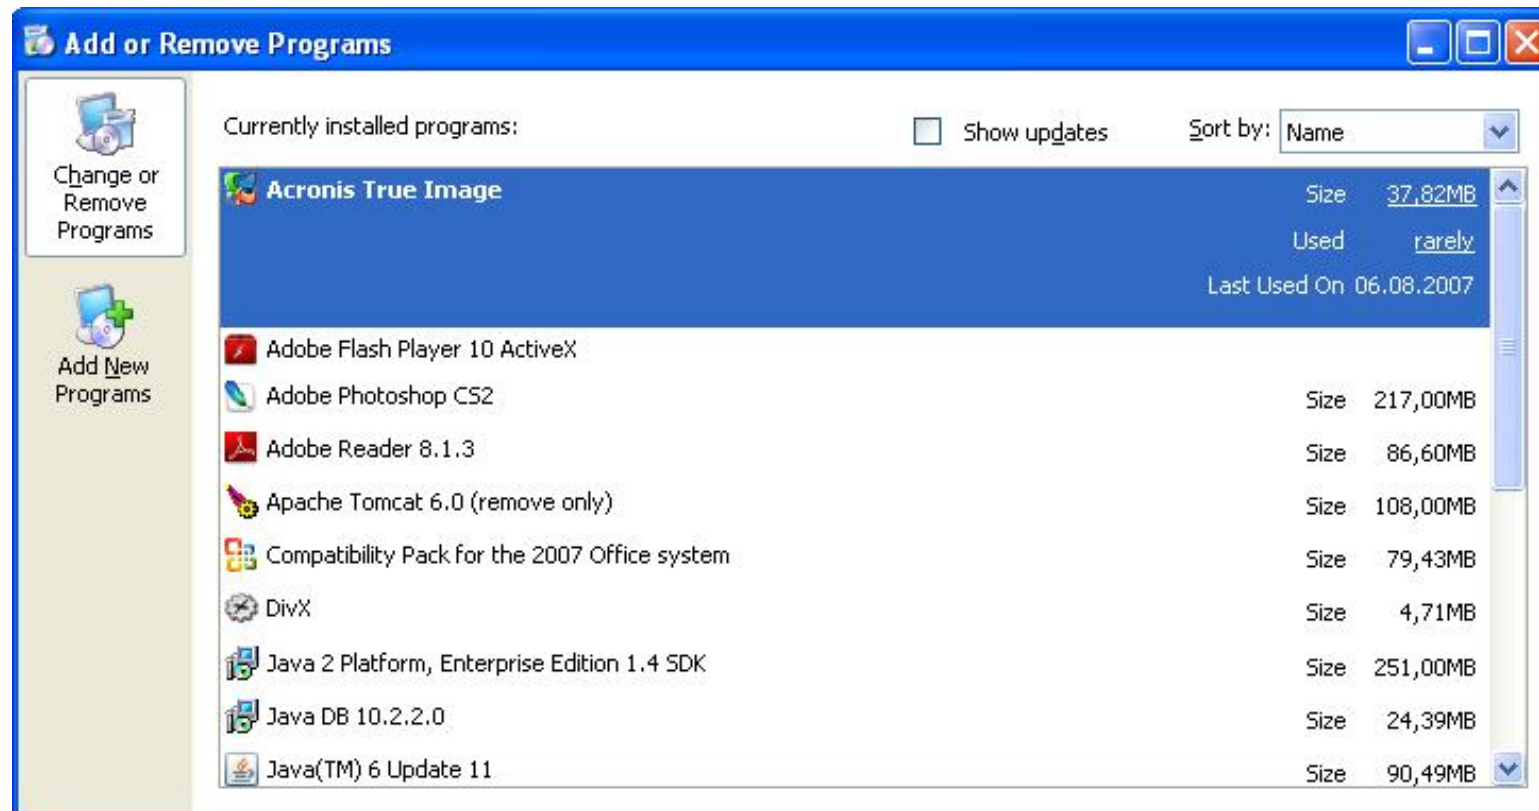 Add or Remove Programs
Change or
Remove
Programs
Add New
Programs
Currently installed programs:
Show updates
Sort by: Name
Acronis True Image Size 37,82MB
Used rarely
Last Used On 06.08.2007
Adobe Flash Player 10 ActiveX
Adobe Photoshop CS2 Size 217,00MB
Adobe Reader 8.1.3 Size 86,60MB
Apache Tomcat 6.0 (remove only) Size 108,00MB
Compatibility Pack for the 2007 Office system Size 79,43MB
DivX Size 4,71MB
Java 2 Platform, Enterprise Edition 1.4 SDK Size 251,00MB
Java DB 10.2.2.0 Size 24,39MB
Java(TM) 6 Update 11 Size 90,49MB